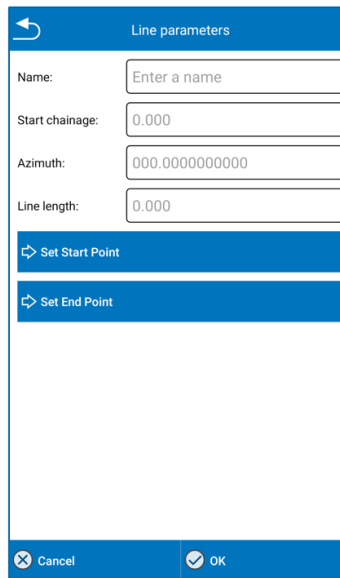 Line parameters
Name: Enter a name
Start chainage: 0.000
Azimuth: 000.0000000000
Line length: 0.000
Set Start Point
Set End Point
Cancel OK